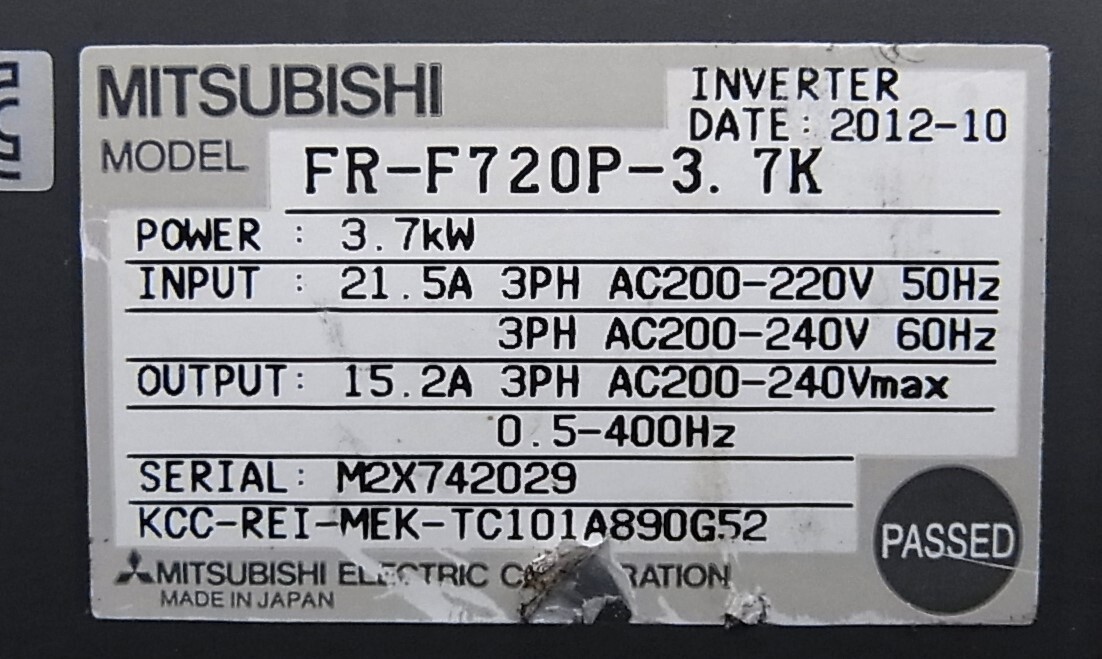 MITSUBISHI
INVERTER
DATE: 2012-10
MODEL FR-F720P-3.7K
POWER : 3.7kW
INPUT : 21.5A 3PH AC200-220V 50Hz
3PH AC200-240V 60Hz
OUTPUT: 15.2A 3PH AC200-240Vmax
0.5-400Hz
SERIAL: M2X742029
KCC-REI-MEK-TC101A890G52
PASSED
MITSUBISHI ELECTRIC
MADE IN JAPAN